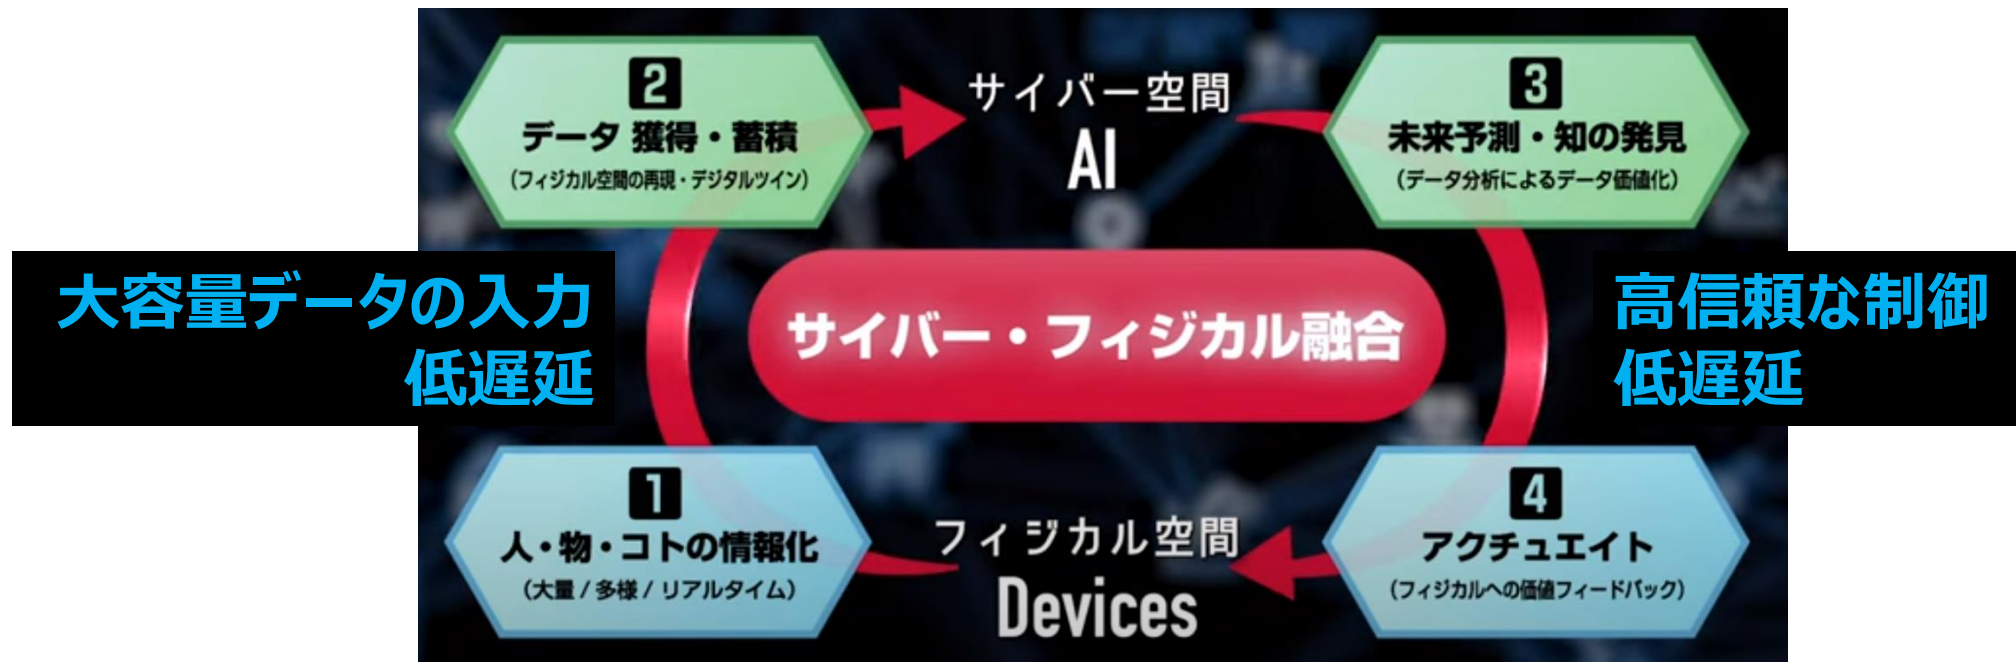 2
データ 獲得・蓄積
(フィジカル空間の再現・デジタルツイン)
サイバー空間
AI
3
未来予測・知の発見
(データ分析によるデータ価値化)
大容量データの入力
低遅延
サイバー・フィジカル融合
高信頼な制御
低遅延
1
人・物・コトの情報化
(大量 / 多様 / リアルタイム)
フィジカル空間
Devices
4
アクチュエイト
(フィジカルへの価値フィードバック)